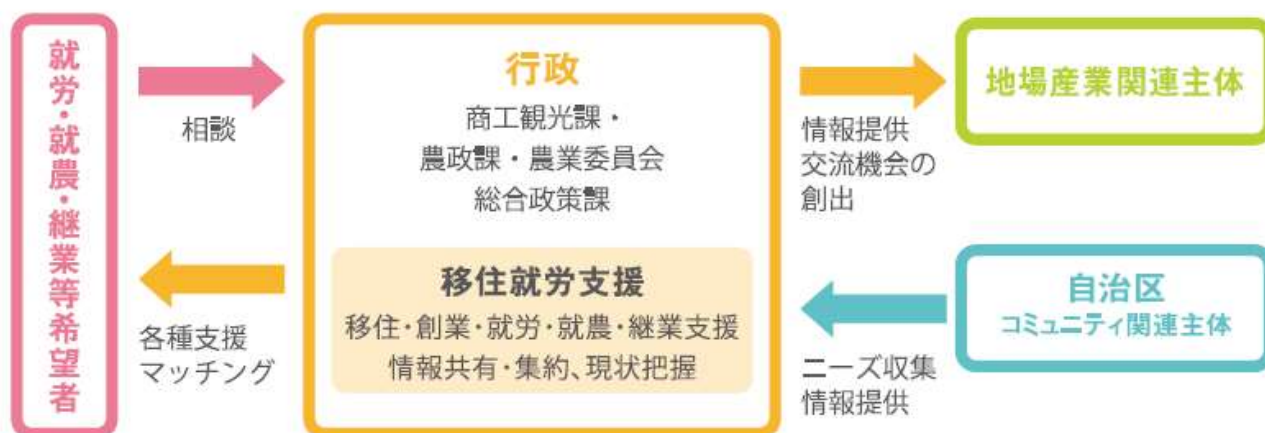 就労・就農・継業等希望者
相談
各種支援
マッチング
行政
商工観光課・
農政課・農業委員会
総合政策課
移住就労支援
移住・創業・就労・就農・継業支援
情報共有・集約、現状把握
情報提供
交流機会の
創出
ニーズ収集
情報提供
地場産業関連主体
自治区
コミュニティ関連主体